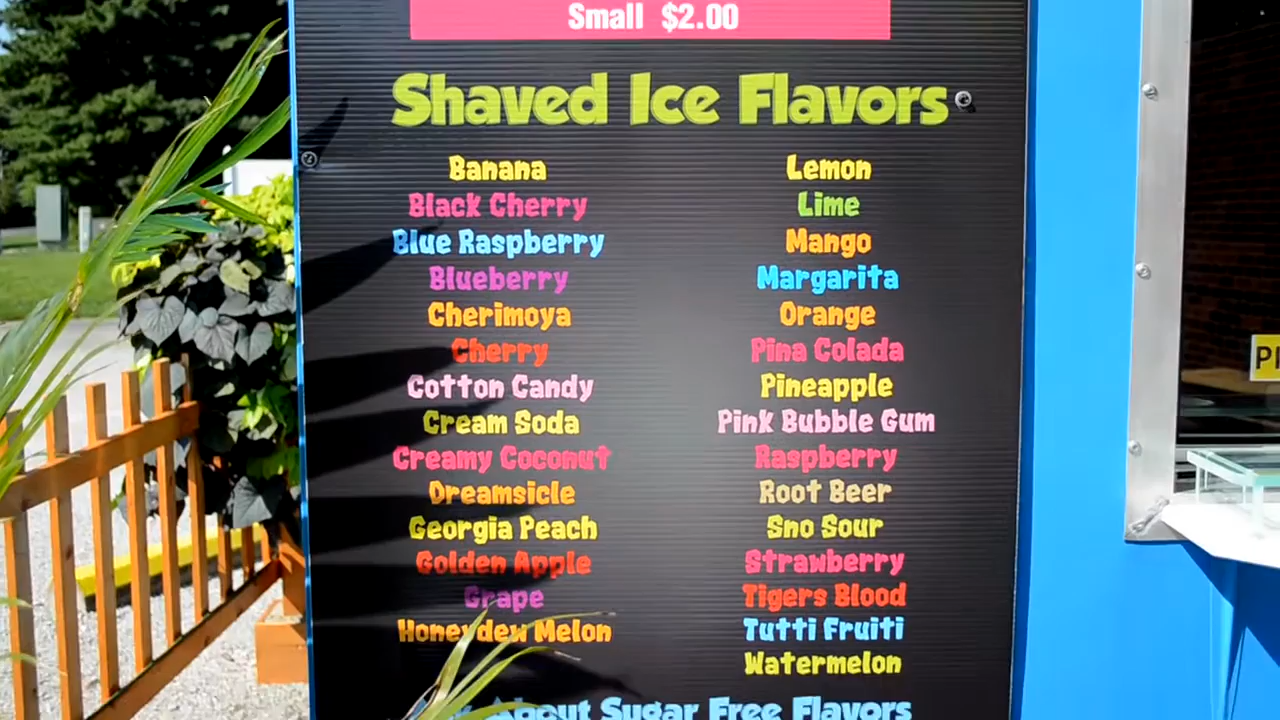 Small $2.00
Shaved Ice Flavors
Banana
Black Cherry
Blue Raspberry
Blueberry
Cherimoya
Cherry
Cotton Candy
Cream Soda
Creamy Coconut
Dreamsicle
Georgia Peach
Golden Apple
Grape
Honeydew Melon
Lemon
Lime
Mango
Margarita
Orange
Pina Colada
Pineapple
Pink Bubble Gum
Raspberry
Root Beer
Sno Sour
Strawberry
Tigers Blood
Tutti Fruiti
Watermelon
About Sugar Free Flavors